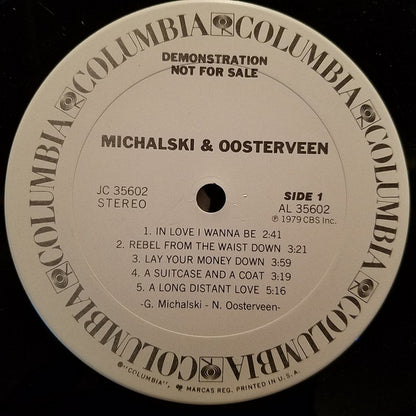 COLUMBIA COLUMBIA COLUMBIA COLUMBIA COLUMBIA COLUMBIA
DEMONSTRATION
NOT FOR SALE
MICHALSKI & OOSTERVEEN
JC 35602
STEREO
SIDE 1
AL 35602
℗ 1979 CBS Inc.
1. IN LOVE I WANNA BE 2:41
2. REBEL FROM THE WAIST DOWN 3:21
3. LAY YOUR MONEY DOWN 3:59
4. A SUITCASE AND A COAT 3:19
5. A LONG DISTANT LOVE 5:16
-G. Michalski - N. Oosterveen-
® "COLUMBIA", MARCAS REG. PRINTED IN U.S.A.